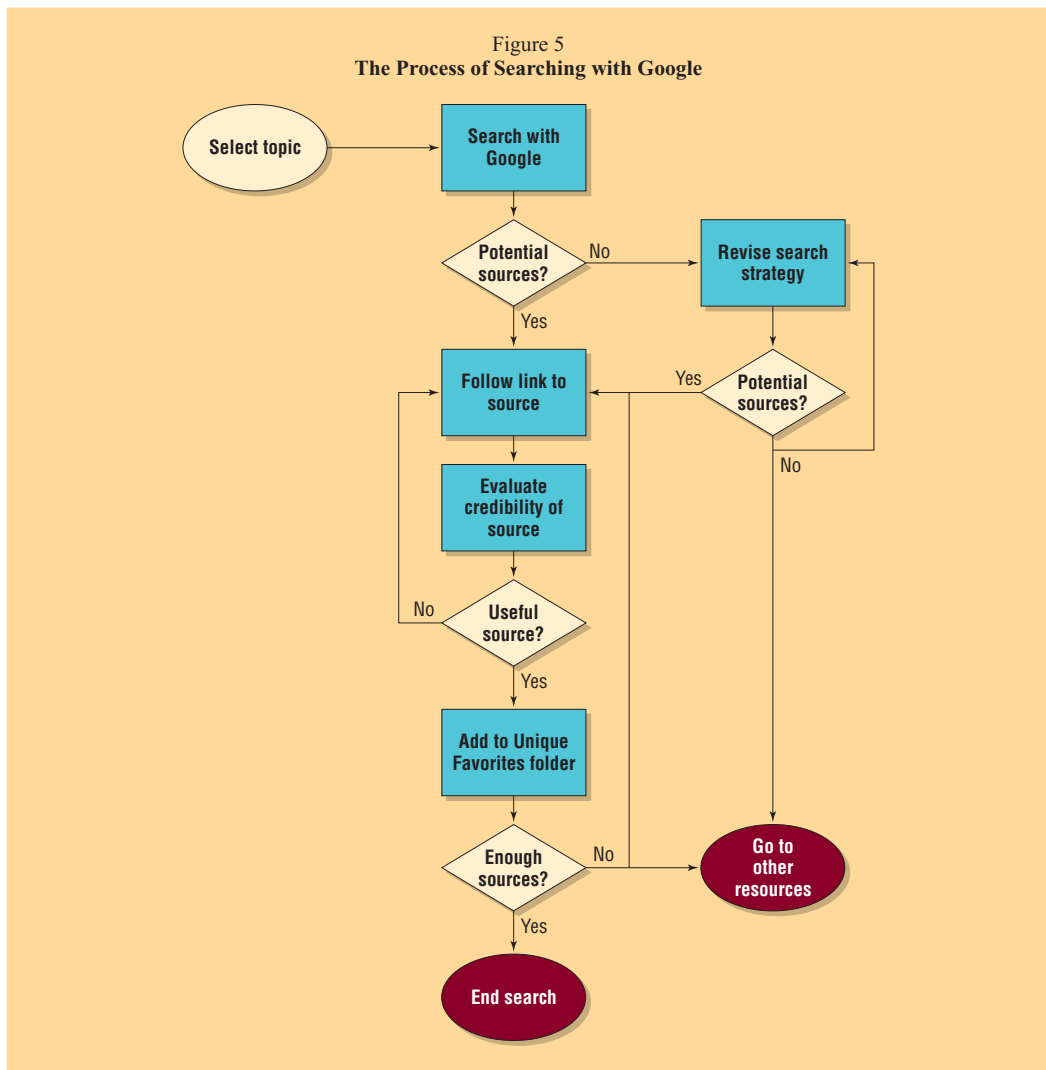 Figure 5
The Process of Searching with Google
Select topic
Search with
Google
Potential
sources?
No
Revise search
strategy
Yes
Follow link to
source
Yes
Potential
sources?
No
Evaluate
credibility of
source
No
Useful
source?
Yes
Add to Unique
Favorites folder
Enough
sources?
No
Go to
other
resources
Yes
End search